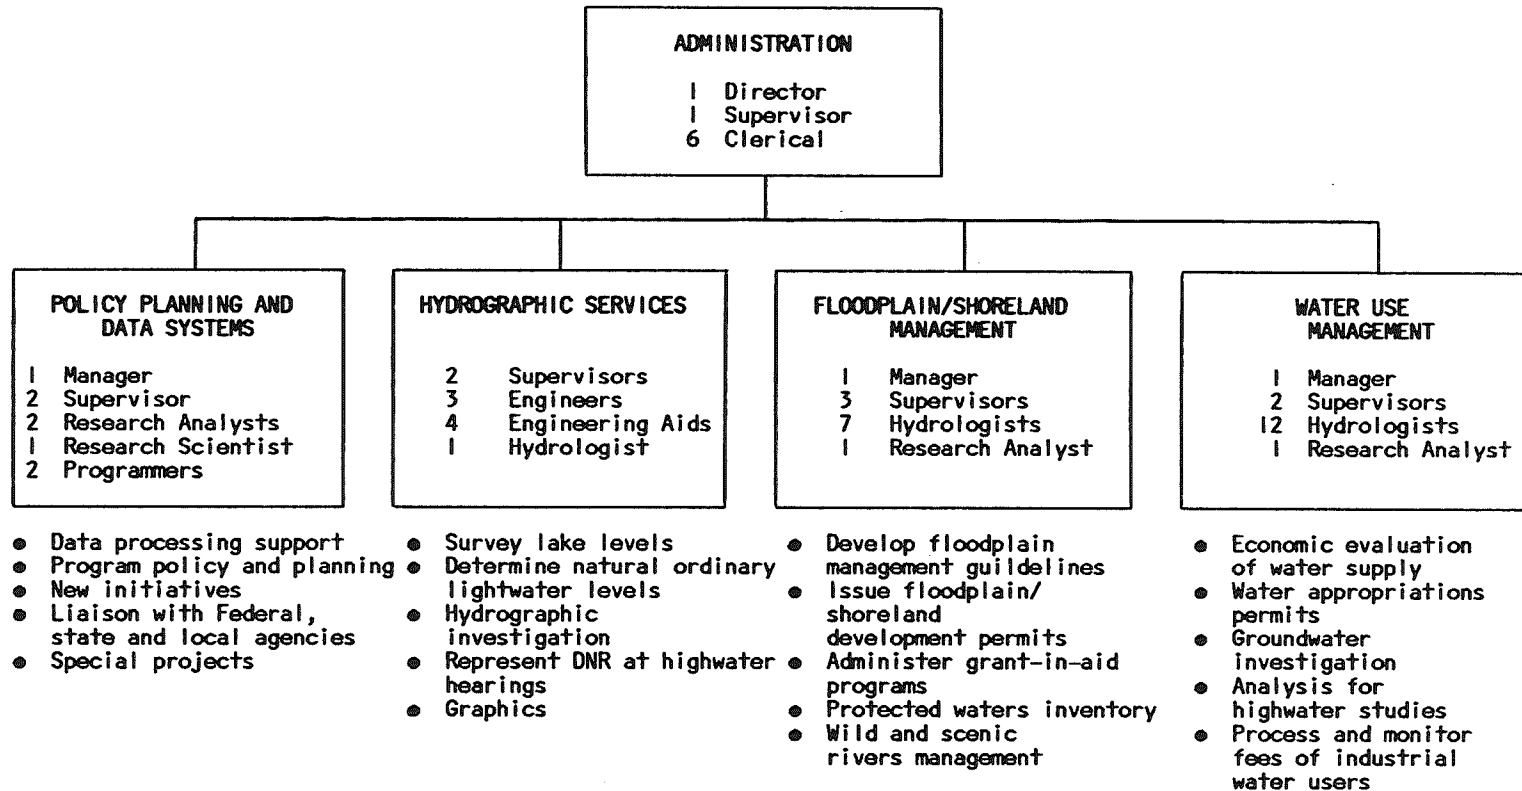 ADMINISTRATION
1 Director
1 Supervisor
6 Clerical
POLICY PLANNING AND
DATA SYSTEMS
1 Manager
2 Supervisor
2 Research Analysts
1 Research Scientist
2 Programmers
● Data processing support
● Program policy and planning
● New initiatives
● Liaison with Federal,
state and local agencies
● Special projects
HYDROGRAPHIC SERVICES
2 Supervisors
3 Engineers
4 Engineering Aids
1 Hydrologist
● Survey lake levels
● Determine natural ordinary
lightwater levels
● Hydrographic
investigation
● Represent DNR at highwater
hearings
● Graphics
FLOODPLAIN/SHORELAND
MANAGEMENT
1 Manager
3 Supervisors
7 Hydrologists
1 Research Analyst
● Develop floodplain
management guildelines
● Issue floodplain/
shoreland
development permits
● Administer grant-in-aid
programs
● Protected waters inventory
● Wild and scenic
rivers management
WATER USE
MANAGEMENT
1 Manager
2 Supervisors
12 Hydrologists
1 Research Analyst
● Economic evaluation
of water supply
● Water appropriations
permits
● Groundwater
investigation
● Analysis for
highwater studies
● Process and monitor
fees of industrial
water users